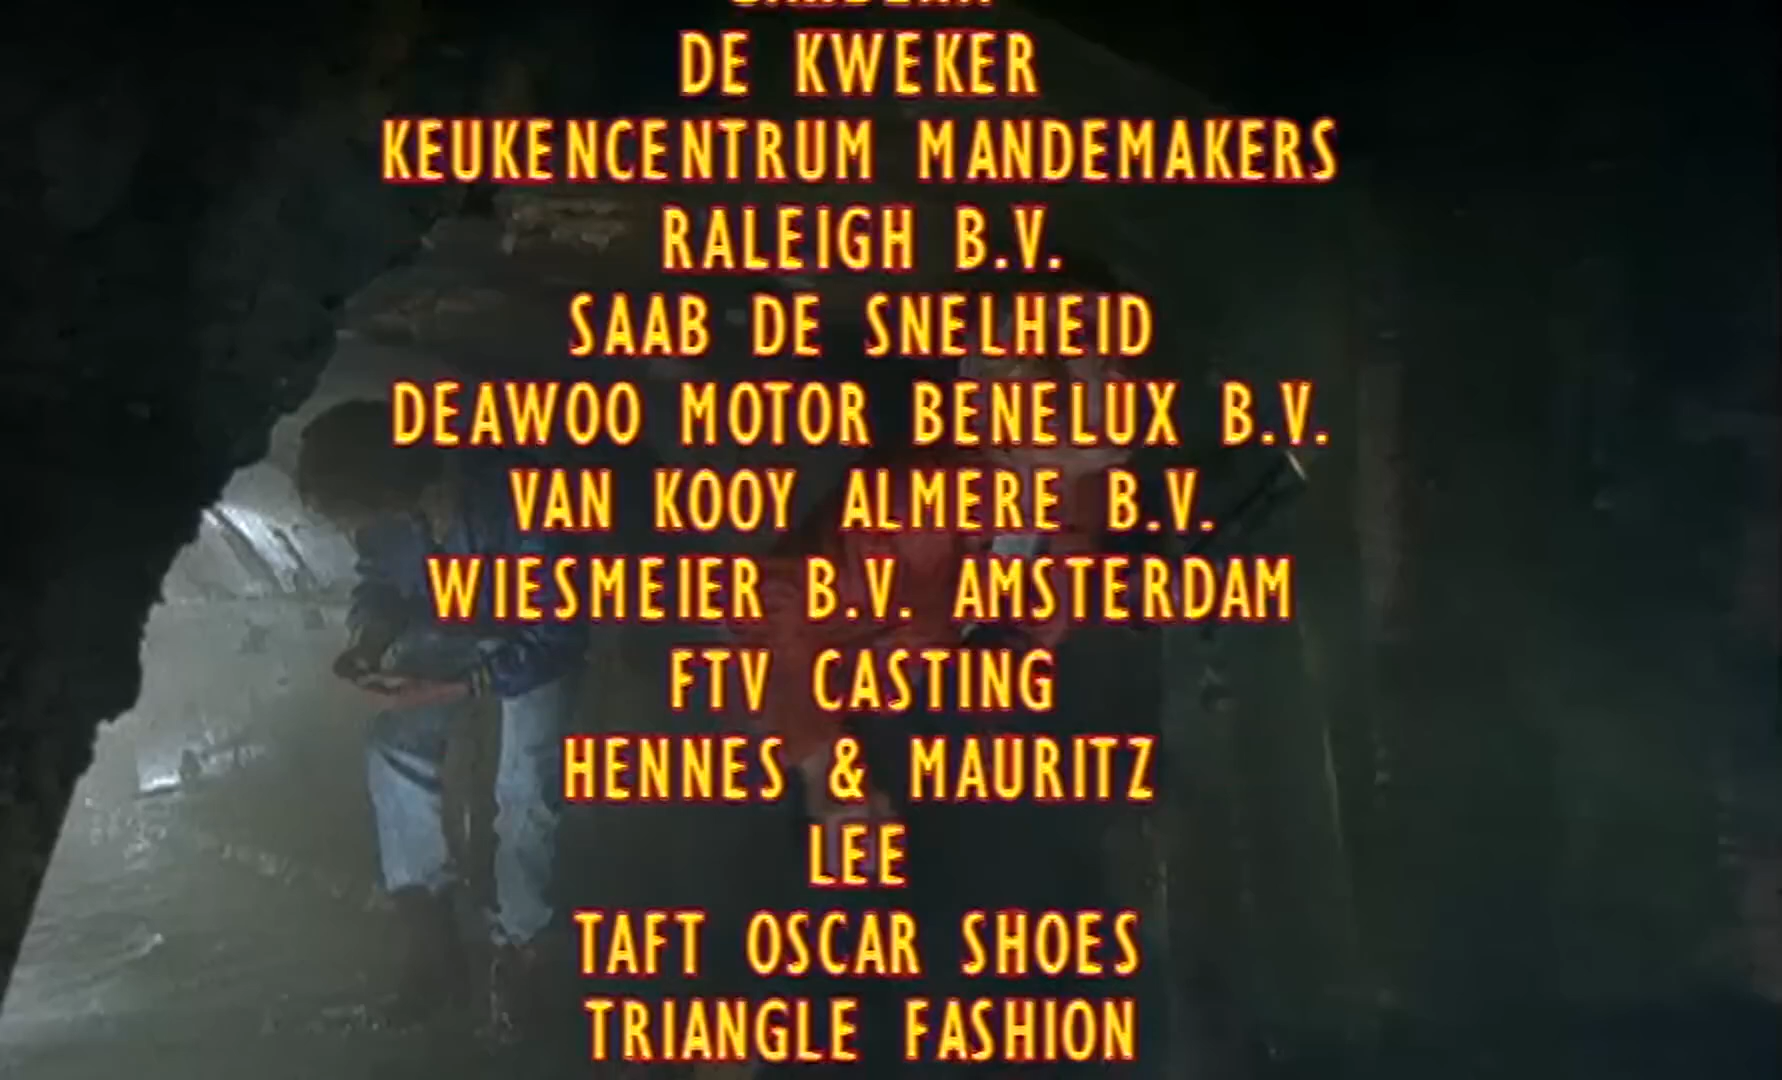 DE KWEKER
KEUKENCENTRUM MANDEMAKERS
RALEIGH B.V.
SAAB DE SNELHEID
DEAWOO MOTOR BENELUX B.V.
VAN KOOY ALMERE B.V.
WIESMEIER B.V. AMSTERDAM
FTV CASTING
HENNES & MAURITZ
LEE
TAFT OSCAR SHOES
TRIANGLE FASHION